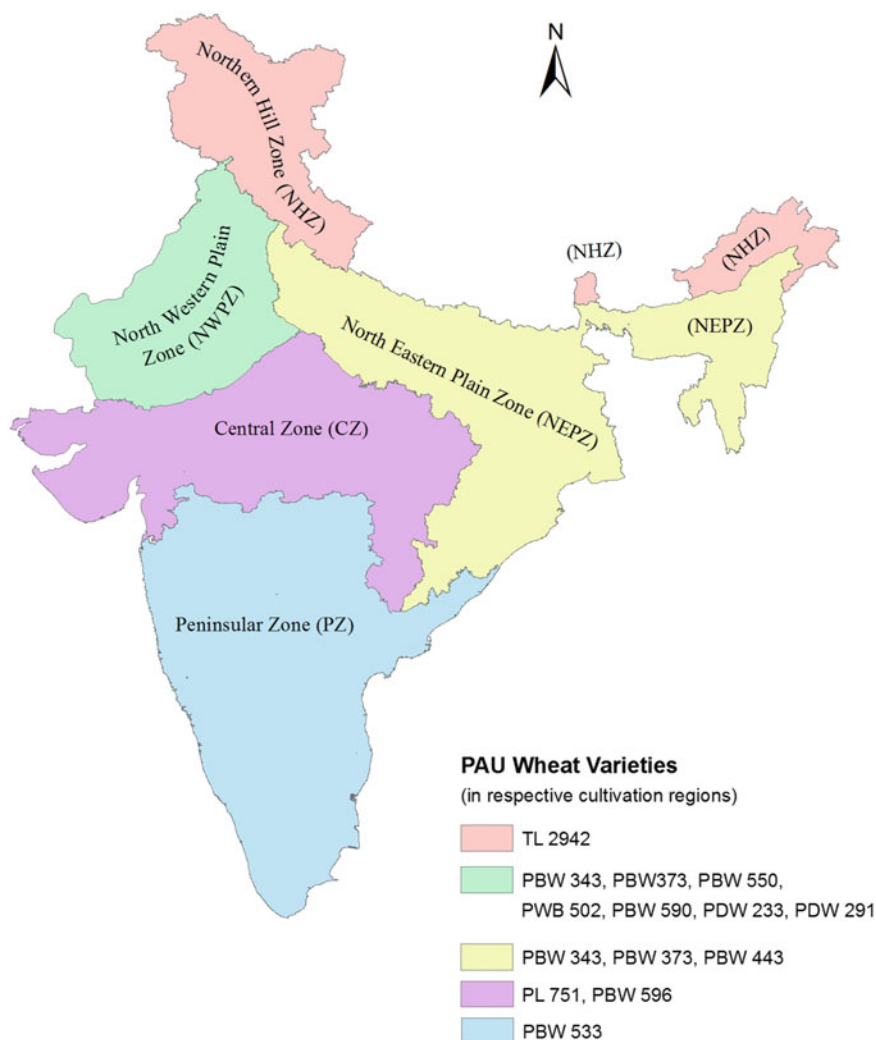 N
Northern Hill Zone (NHZ)
North Western Plain
Zone (NWPZ)
(NHZ)
(NHZ)
(NEPZ)
North Eastern Plain Zone (NEPZ)
Central Zone (CZ)
Peninsular Zone (PZ)
PAU Wheat Varieties
(in respective cultivation regions)
TL 2942
PBW 343, PBW373, PBW 550,
PWB 502, PBW 590, PDW 233, PDW 291
PBW 343, PBW 373, PBW 443
PL 751, PBW 596
PBW 533